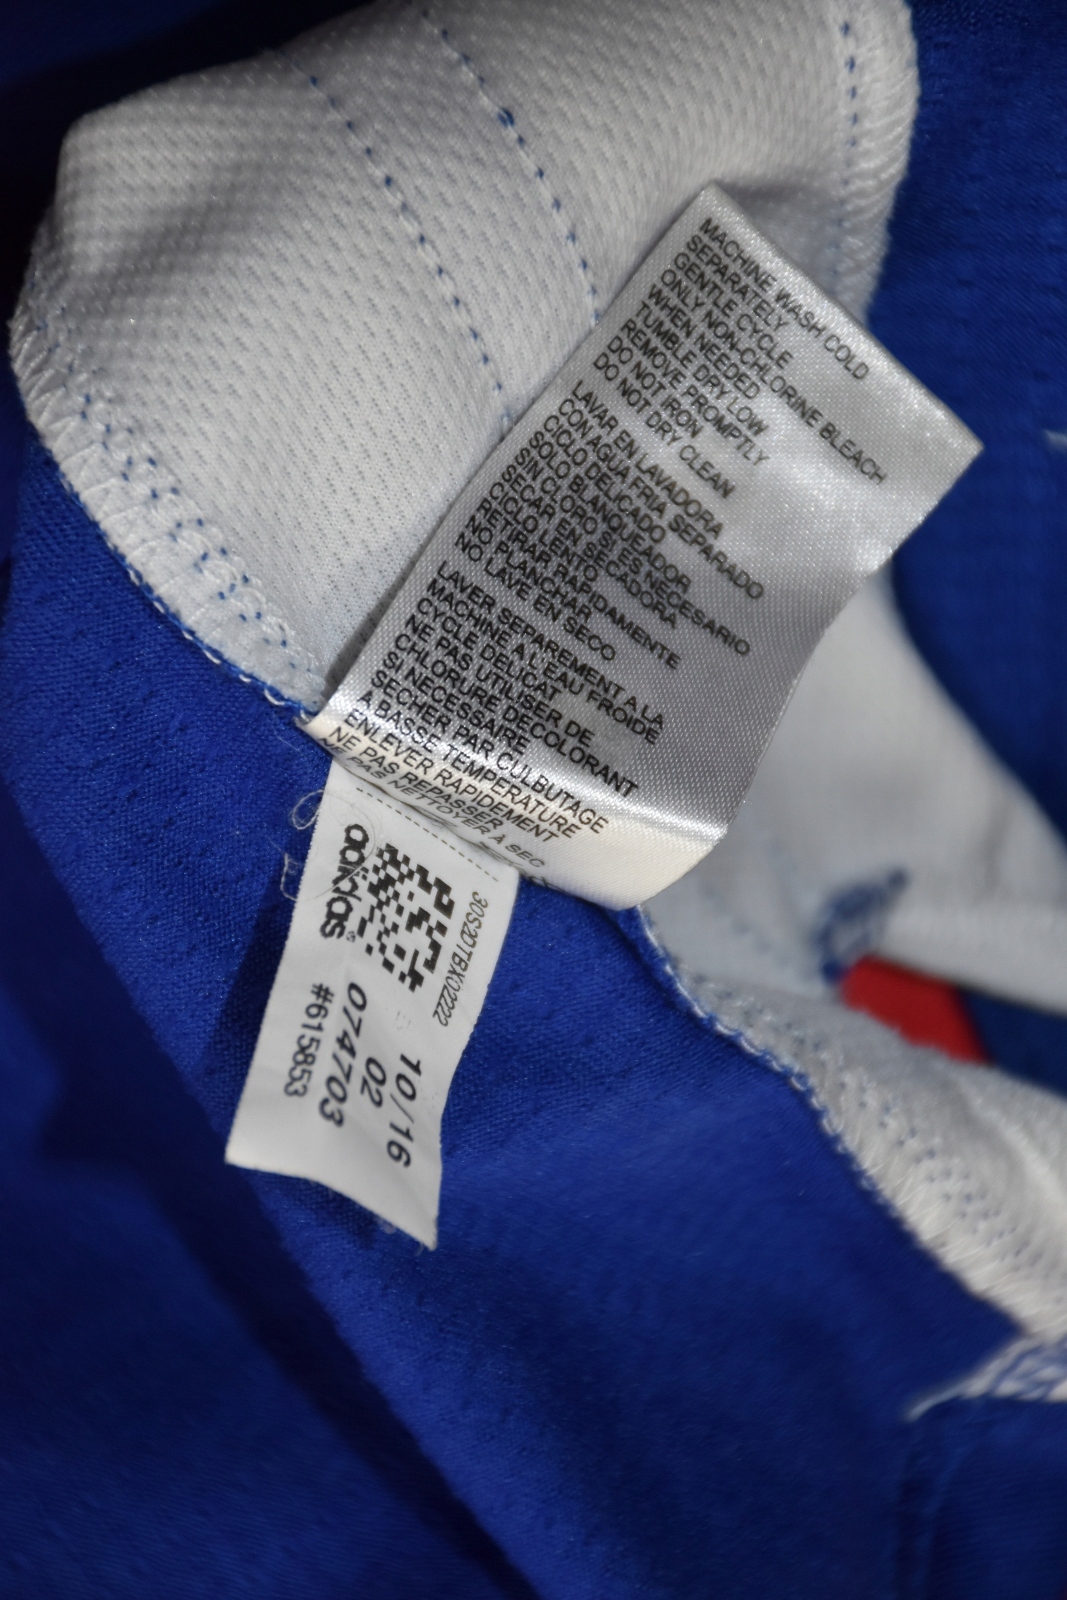 MACHINE WASH COLD
SEPARATELY
GENTLE CYCLE
ONLY NON-CHLORINE BLEACH
WHEN NEEDED
TUMBLE DRY LOW
REMOVE PROMPTLY
DO NOT IRON
DO NOT DRY CLEAN
LAVAR EN LAVADORA
CON AGUA FRIA SEPARADO
CICLO DELICADO
SOLO BLANQUEADOR
SIN CLORO SI ES NECESARIO
SECAR EN SECADORA
CICLO LENTO
RETIRAR RAPIDAMENTE
NO PLANCHAR
NO LAVE EN SECO
LAVER SEPAREMENT A LA
MACHINE A L'EAU FROIDE
CYCLE DELICAT
NE PAS UTILISER DE
CHLORURE DECOLORANT
SI NECESSAIRE
SECHER PAR CULBUTAGE
A BASSE TEMPERATURE
ENLEVER RAPIDEMENT
NE PAS REPASSER
NE PAS NETTOYER À SEC
adidas®
30S20TBX02222
10/16
02
074703
#615853